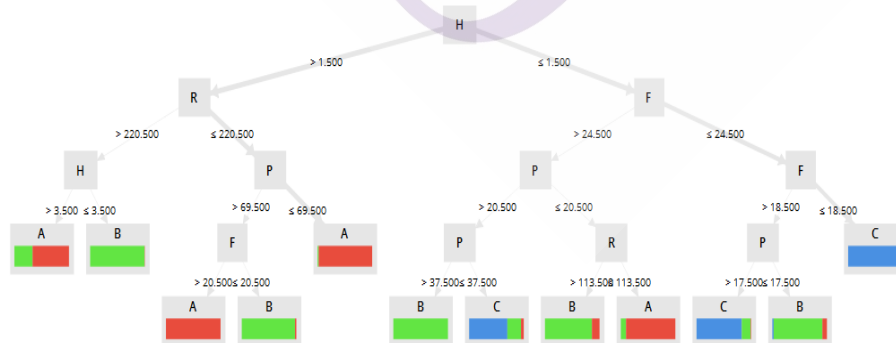 H
> 1.500 ≤ 1.500
R F
> 220.500 ≤ 220.500 > 24.500 ≤ 24.500
H P P F
> 3.500 ≤ 3.500 > 69.500 ≤ 69.500 > 20.500 ≤ 20.500 > 18.500 ≤ 18.500
A B F A P R P C
> 20.500 ≤ 20.500 > 37.500 ≤ 37.500 > 113.500 ≤ 113.500 > 17.500 ≤ 17.500
A B B C B A C B